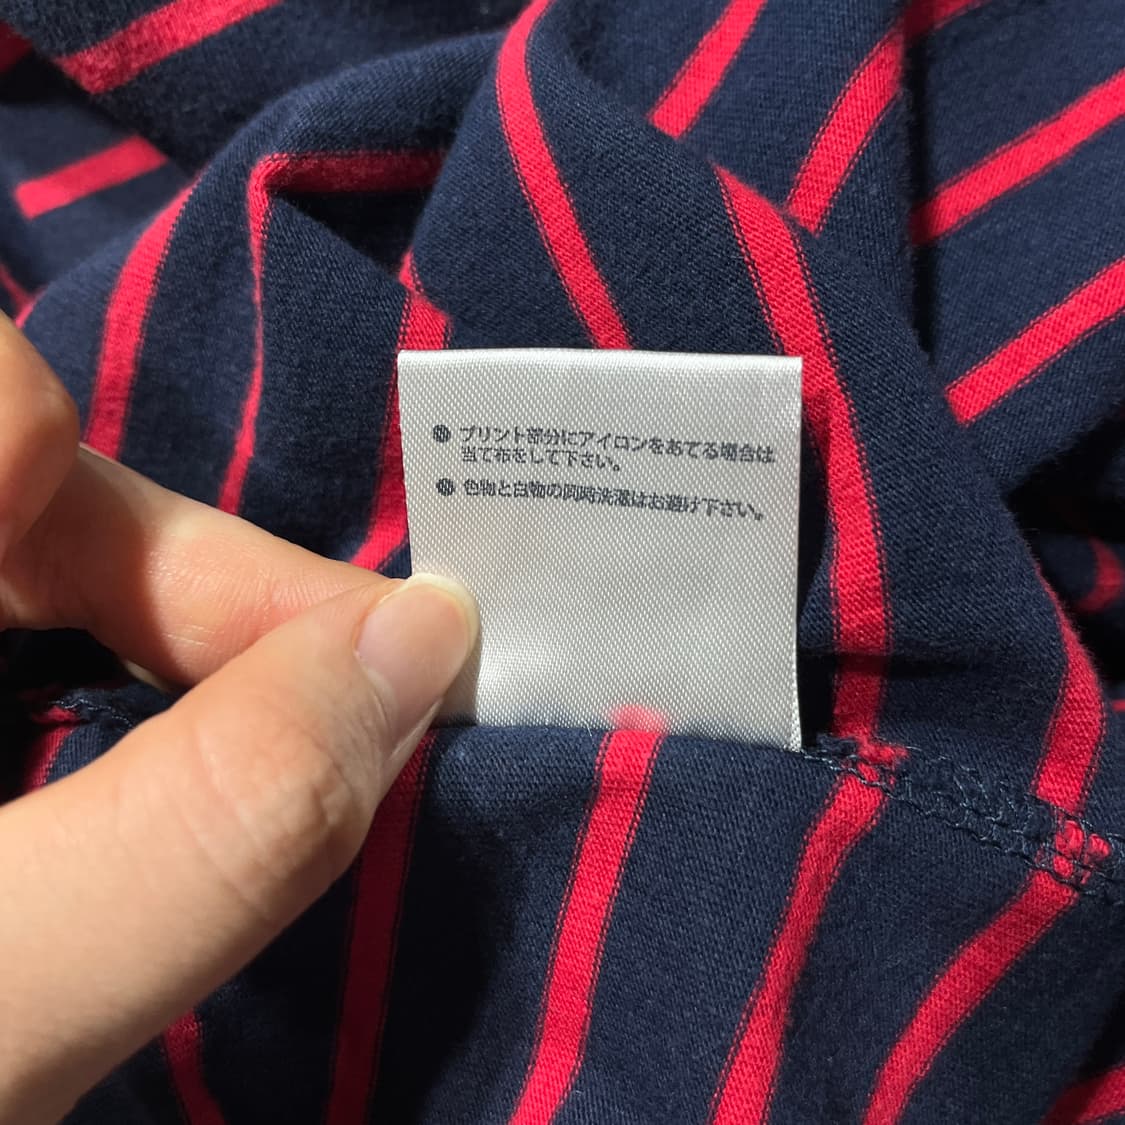 ● プリント部分にアイロンをあてる場合は
当て布をして下さい。
● 色物と白物の同時洗濯はお避け下さい。